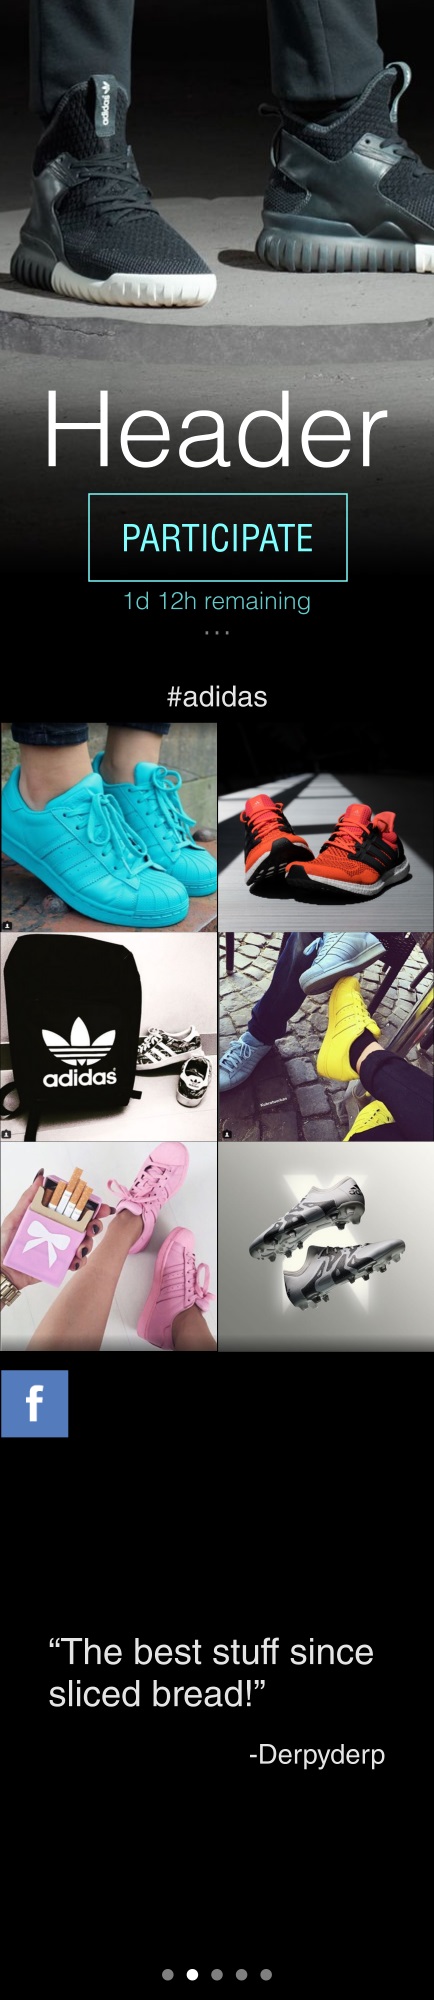 adidas
Header
PARTICIPATE
1d 12h remaining
...
#adidas
adidas
f
“The best stuff since
sliced bread!”
-Derpyderp